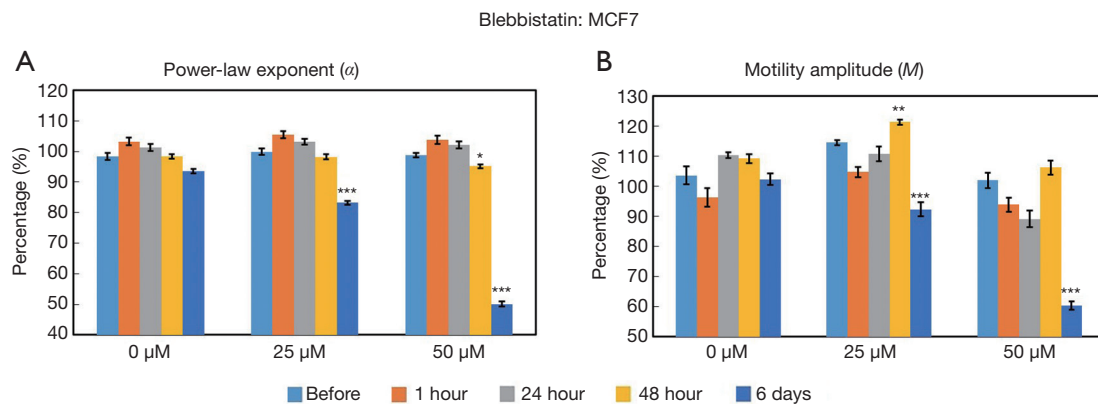 Blebbistatin: MCF7
A
Power-law exponent (α)
Percentage (%)
120
110
100
90
80
70
60
50
40
*
***
***
0 μM
25 μM
50 μM
B
Motility amplitude (M)
Percentage (%)
130
120
110
100
90
80
70
60
50
**
***
***
0 μM
25 μM
50 μM
Before
1 hour
24 hour
48 hour
6 days